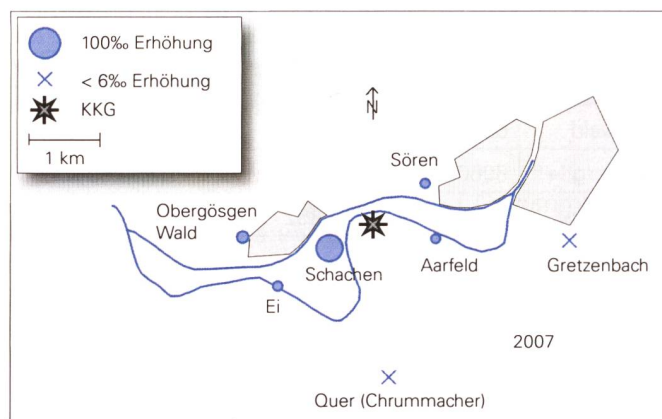 100‰ Erhöhung
< 6‰ Erhöhung
KKG
1 km
N
Sören
Obergösgen
Wald
Schachen
Aarfeld
Gretzenbach
Ei
2007
Quer (Chrummacher)